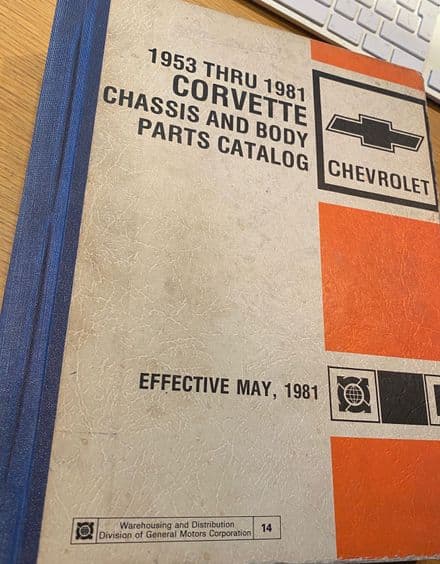 1953 THRU 1981
CORVETTE
CHASSIS AND BODY
PARTS CATALOG
CHEVROLET
EFFECTIVE MAY, 1981
Warehousing and Distribution
Division of General Motors Corporation
14